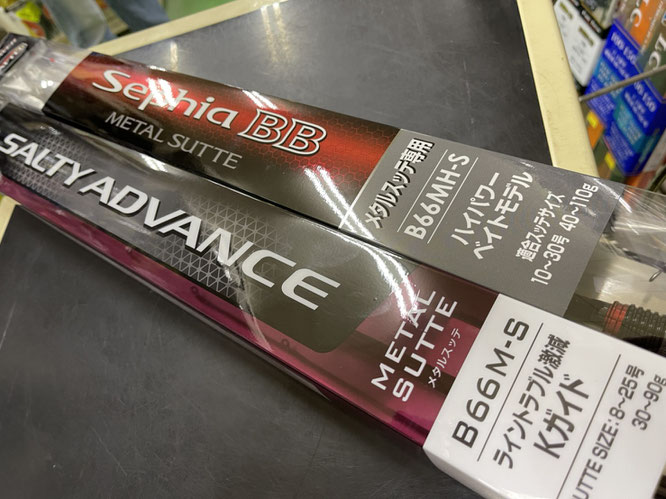 Sephia BB
METAL SUTTE
メタルスッテ専用
B66MH-S
ハイパワー
ベイトモデル
適合スッテサイズ
10〜30号 40〜110g
SALTY ADVANCE
METAL
SUTTE
メタルスッテ
B66M-S
ライントラブル激減
Kガイド
UTTE SIZE: 8〜25号
30〜90g